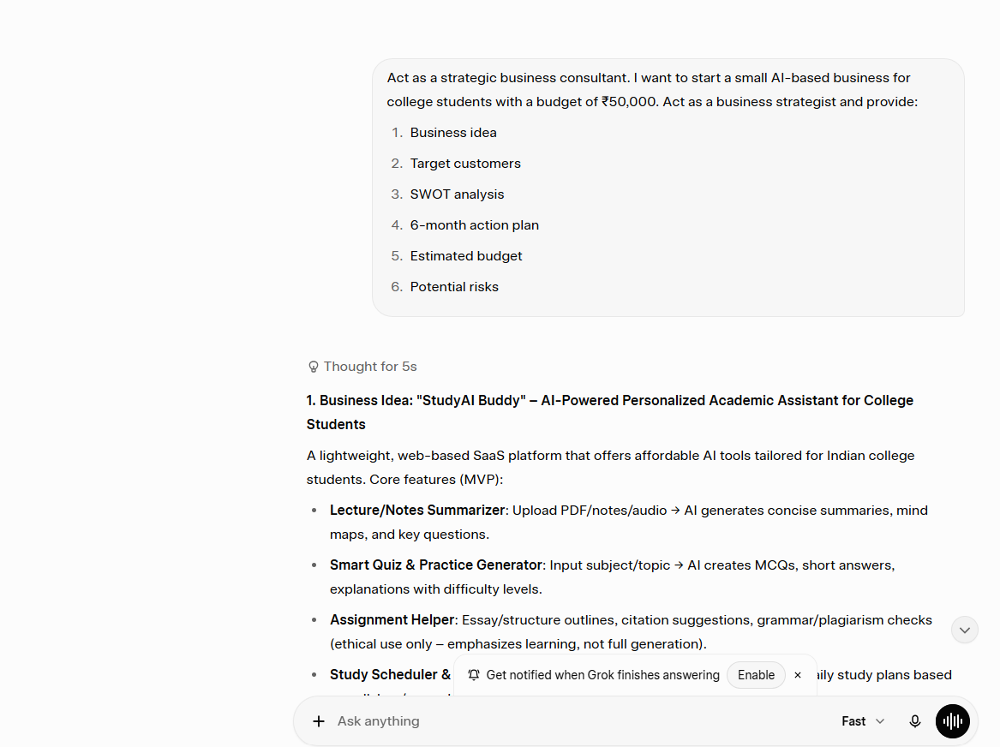 Act as a strategic business consultant. I want to start a small AI-based business for
college students with a budget of ₹50,000. Act as a business strategist and provide:
1. Business idea
2. Target customers
3. SWOT analysis
4. 6-month action plan
5. Estimated budget
6. Potential risks
Thought for 5s
1. Business Idea: "StudyAI Buddy" – AI-Powered Personalized Academic Assistant for College
Students
A lightweight, web-based SaaS platform that offers affordable AI tools tailored for Indian college
students. Core features (MVP):
• Lecture/Notes Summarizer: Upload PDF/notes/audio → AI generates concise summaries, mind
maps, and key questions.
• Smart Quiz & Practice Generator: Input subject/topic → AI creates MCQs, short answers,
explanations with difficulty levels.
• Assignment Helper: Essay/structure outlines, citation suggestions, grammar/plagiarism checks
(ethical use only – emphasizes learning, not full generation).
• Study Scheduler & study plans based
Get notified when Grok finishes answering Enable ×
+ Ask anything Fast